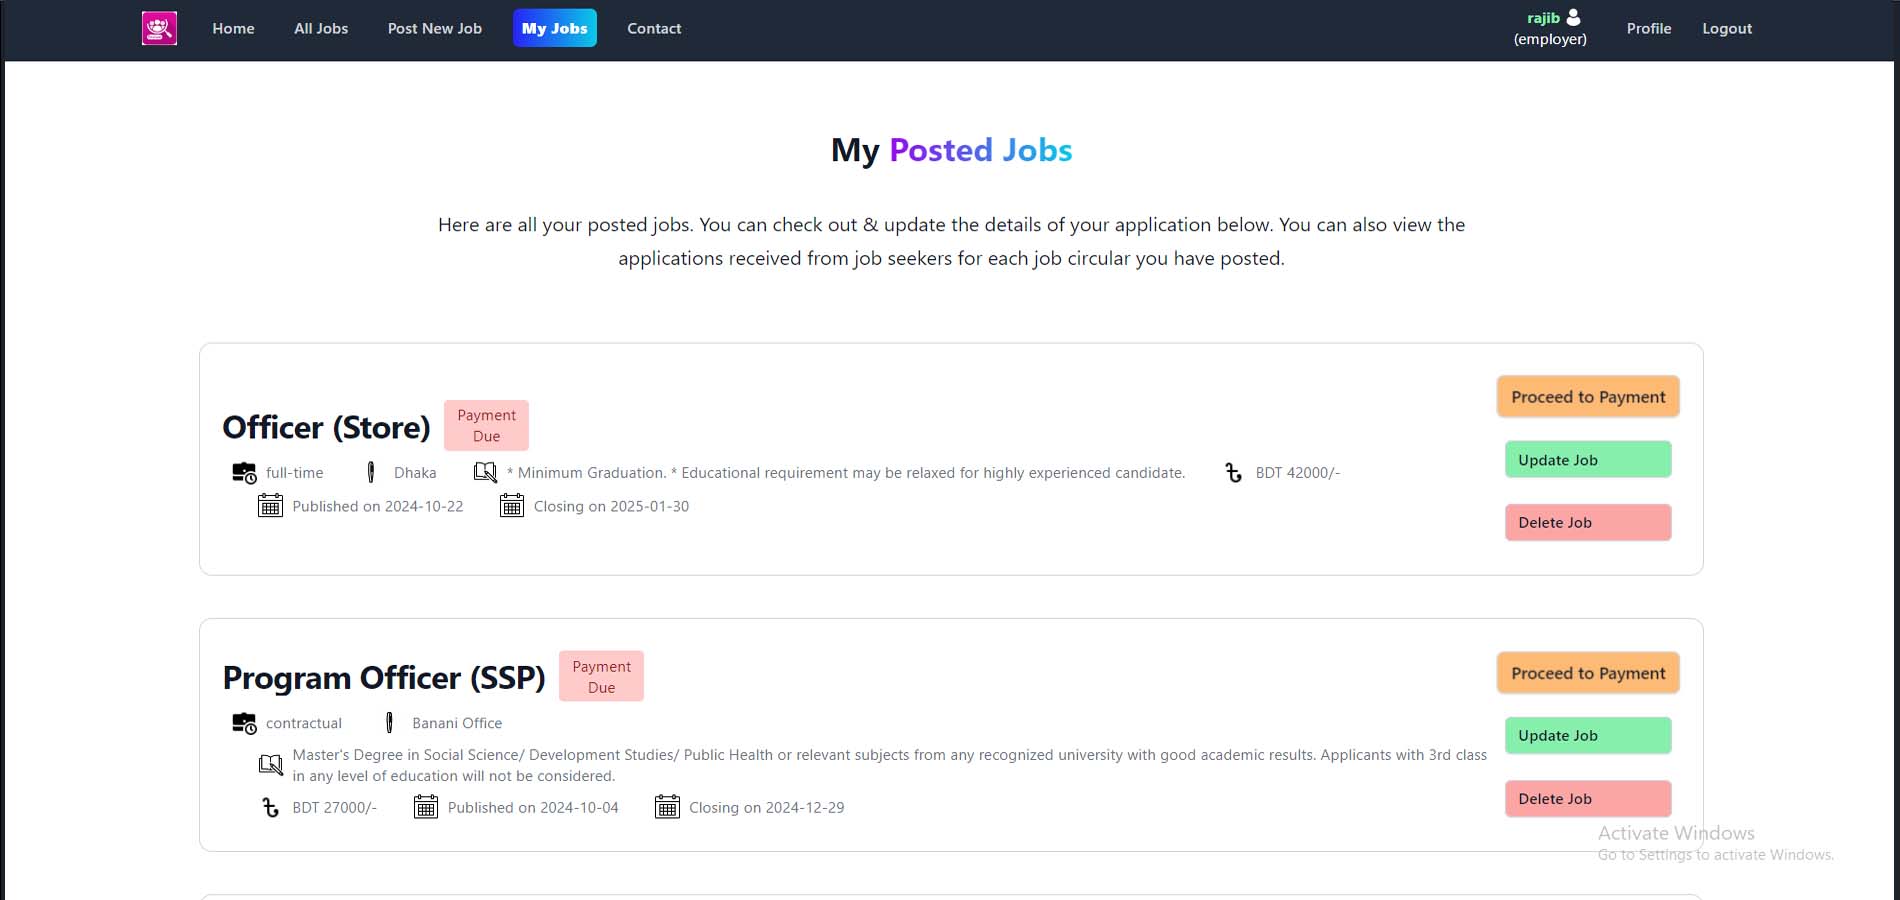 Home All Jobs Post New Job My Jobs Contact rajib Profile Logout
(employer)
My Posted Jobs
Here are all your posted jobs. You can check out & update the details of your application below. You can also view the
applications received from job seekers for each job circular you have posted.
Officer (Store)
Payment
Due
full-time Dhaka * Minimum Graduation. * Educational requirement may be relaxed for highly experienced candidate. BDT 42000/-
Published on 2024-10-22 Closing on 2025-01-30
Proceed to Payment
Update Job
Delete Job
Program Officer (SSP)
Payment
Due
contractual Banani Office
Master's Degree in Social Science/ Development Studies/ Public Health or relevant subjects from any recognized university with good academic results. Applicants with 3rd class
in any level of education will not be considered.
BDT 27000/- Published on 2024-10-04 Closing on 2024-12-29
Proceed to Payment
Update Job
Delete Job
Activate Windows
Go to Settings to activate Windows.